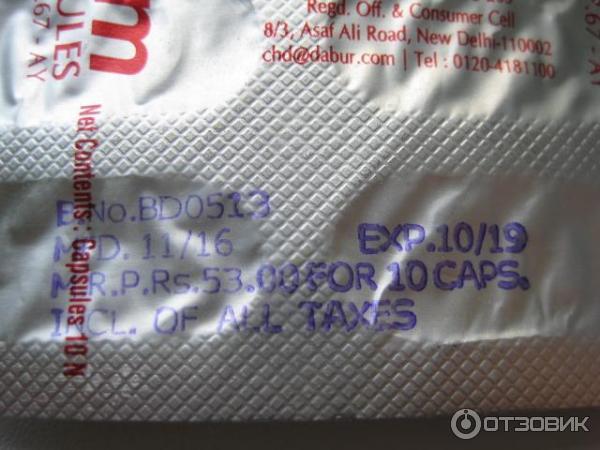 Regd. Off. & Consumer Cell
8/3, Asaf Ali Road, New Delhi-110002
chd@dabur.com | Tel : 0120-4181100
m
ULES
.67 - AY
67 - AY
Net Contents : Capsules 10 N
B.No.BD0513
MFD. 11/16
EXP.10/19
M.R.P.Rs.53.00 FOR 10 CAPS.
INCL. OF ALL TAXES
ОТЗОВИК